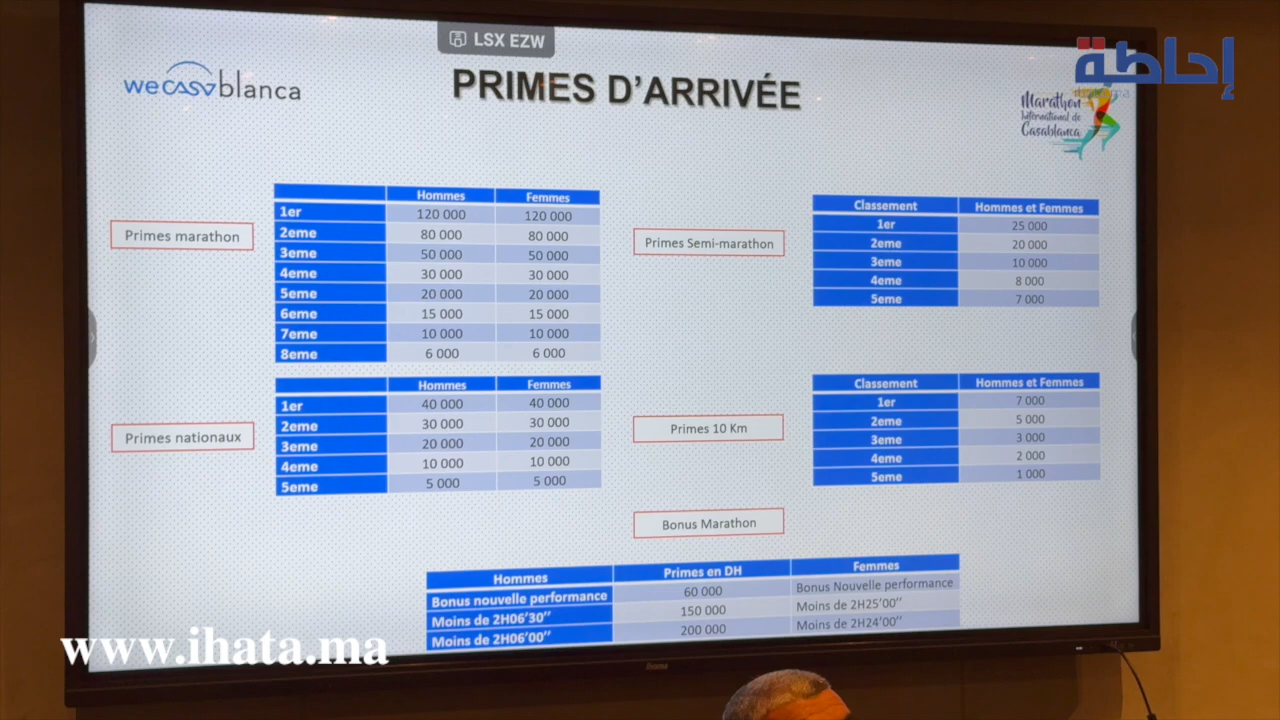 LSX EZW
إحاطة
wecasablanca
PRIMES D'ARRIVÉE
Marathon
International de
Casablanca
Primes marathon
Hommes Femmes
1er 120 000 120 000
2eme 80 000 80 000
3eme 50 000 50 000
4eme 30 000 30 000
5eme 20 000 20 000
6eme 15 000 15 000
7eme 10 000 10 000
8eme 6 000 6 000
Primes Semi-marathon
Classement Hommes et Femmes
1er 25 000
2eme 20 000
3eme 10 000
4eme 8 000
5eme 7 000
Primes nationaux
Hommes Femmes
1er 40 000 40 000
2eme 30 000 30 000
3eme 20 000 20 000
4eme 10 000 10 000
5eme 5 000 5 000
Primes 10 Km
Classement Hommes et Femmes
1er 7 000
2eme 5 000
3eme 3 000
4eme 2 000
5eme 1 000
Bonus Marathon
Hommes Primes en DH Femmes
Bonus nouvelle performance 60 000 Bonus Nouvelle performance
Moins de 2H06'30'' 150 000 Moins de 2H25'00''
Moins de 2H06'00'' 200 000 Moins de 2H24'00''
www.ihata.ma
iiyama